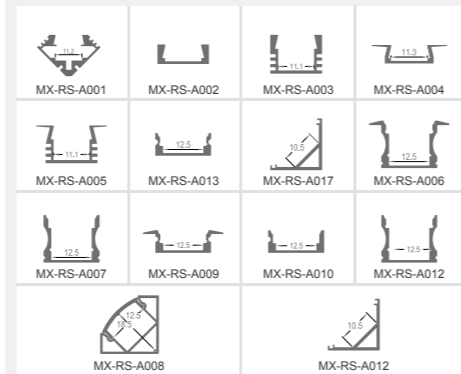 11.2
MX-RS-A001
MX-RS-A002
11.1
MX-RS-A003
11.3
MX-RS-A004
11.1
MX-RS-A005
12.5
MX-RS-A013
10.5
MX-RS-A017
12.5
MX-RS-A006
12.5
MX-RS-A007
12.5
MX-RS-A009
12.5
MX-RS-A010
12.5
MX-RS-A012
12.5
18.5
MX-RS-A008
10.5
MX-RS-A012